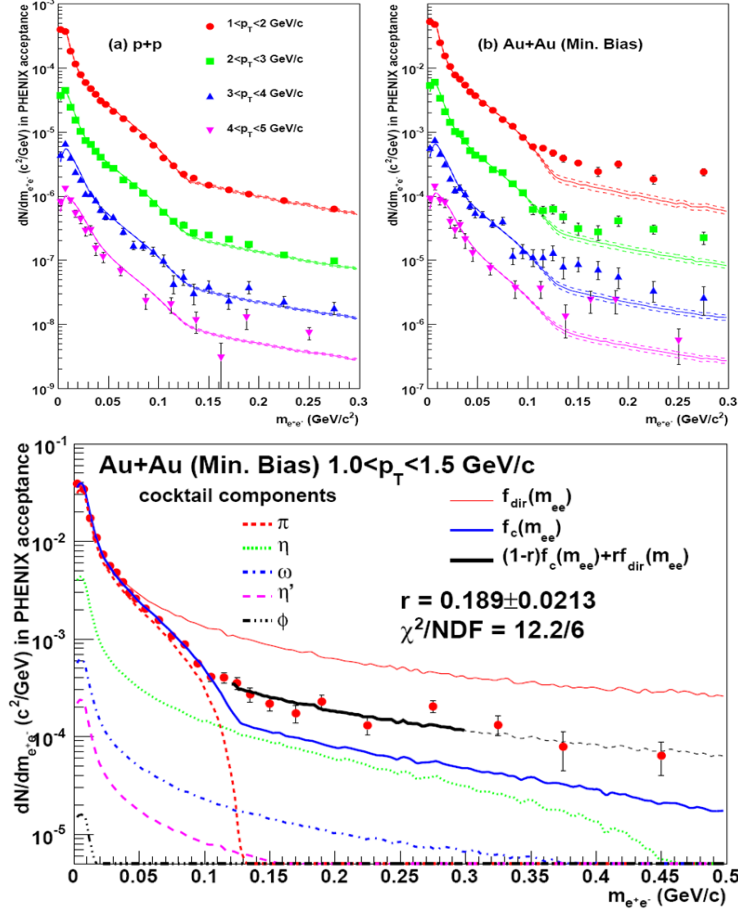 (a) p+p
1<p_T<2 GeV/c
2<p_T<3 GeV/c
3<p_T<4 GeV/c
4<p_T<5 GeV/c
dN/dm_e⁺e⁻ (c²/GeV) in PHENIX acceptance
10⁻⁴
10⁻⁵
10⁻⁶
10⁻⁷
10⁻⁸
10⁻⁹
0 0.05 0.1 0.15 0.2 0.25 0.3
m_e⁺e⁻ (GeV/c²)
(b) Au+Au (Min. Bias)
dN/dm_e⁺e⁻ (c²/GeV) in PHENIX acceptance
10⁻²
10⁻³
10⁻⁴
10⁻⁵
10⁻⁶
10⁻⁷
0 0.05 0.1 0.15 0.2 0.25 0.3
m_e⁺e⁻ (GeV/c²)
Au+Au (Min. Bias) 1.0<p_T<1.5 GeV/c
cocktail components
π
η
ω
η'
ϕ
f_dir(m_ee)
f_c(m_ee)
(1-r)f_c(m_ee)+rf_dir(m_ee)
r = 0.189±0.0213
χ²/NDF = 12.2/6
dN/dm_e⁺e⁻ (c²/GeV) in PHENIX acceptance
10⁻¹
10⁻²
10⁻³
10⁻⁴
10⁻⁵
0 0.05 0.1 0.15 0.2 0.25 0.3 0.35 0.4 0.45 0.5
m_e⁺e⁻ (GeV/c)